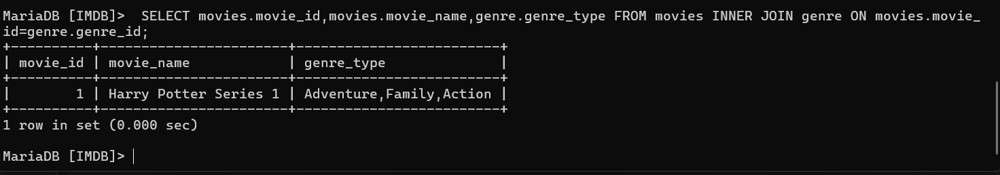 MariaDB [IMDB]>  SELECT movies.movie_id,movies.movie_name,genre.genre_type FROM movies INNER JOIN genre ON movies.movie_
id=genre.genre_id;
+----------+-----------------------+-------------------------+
| movie_id | movie_name            | genre_type              |
+----------+-----------------------+-------------------------+
|        1 | Harry Potter Series 1 | Adventure,Family,Action |
+----------+-----------------------+-------------------------+
1 row in set (0.000 sec)
MariaDB [IMDB]>